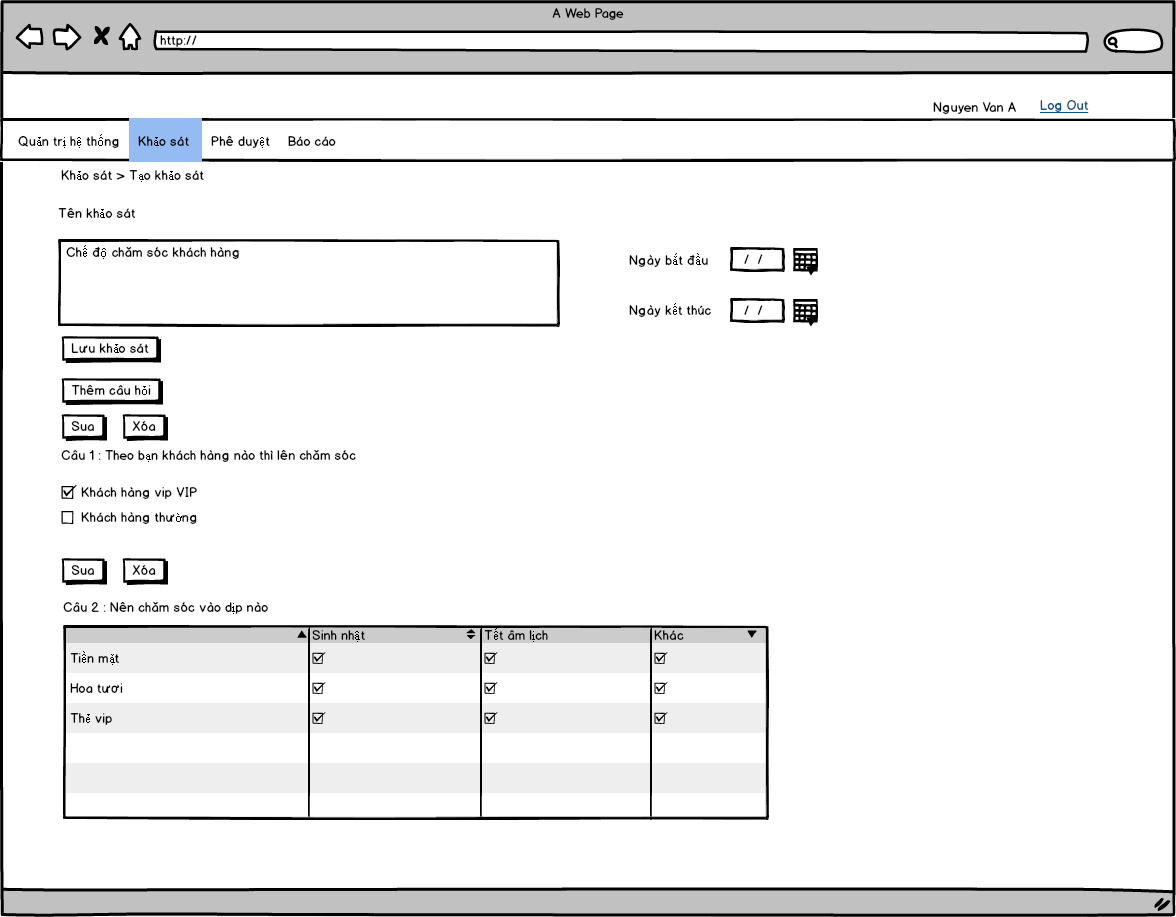 A Web Page
http://
Nguyen Van A Log Out
Quản trị hệ thống Khảo sát Phê duyệt Báo cáo
Khảo sát > Tạo khảo sát
Tên khảo sát
Chế độ chăm sóc khách hàng
Ngày bắt đầu / /
Ngày kết thúc / /
Lưu khảo sát
Thêm câu hỏi
Sua Xóa
Câu 1 : Theo bạn khách hàng nào thì lên chăm sóc
Khách hàng vip VIP
Khách hàng thường
Sua Xóa
Câu 2 : Nên chăm sóc vào dịp nào
Sinh nhật Tết âm lịch Khác
Tiền mặt
Hoa tươi
Thẻ vip